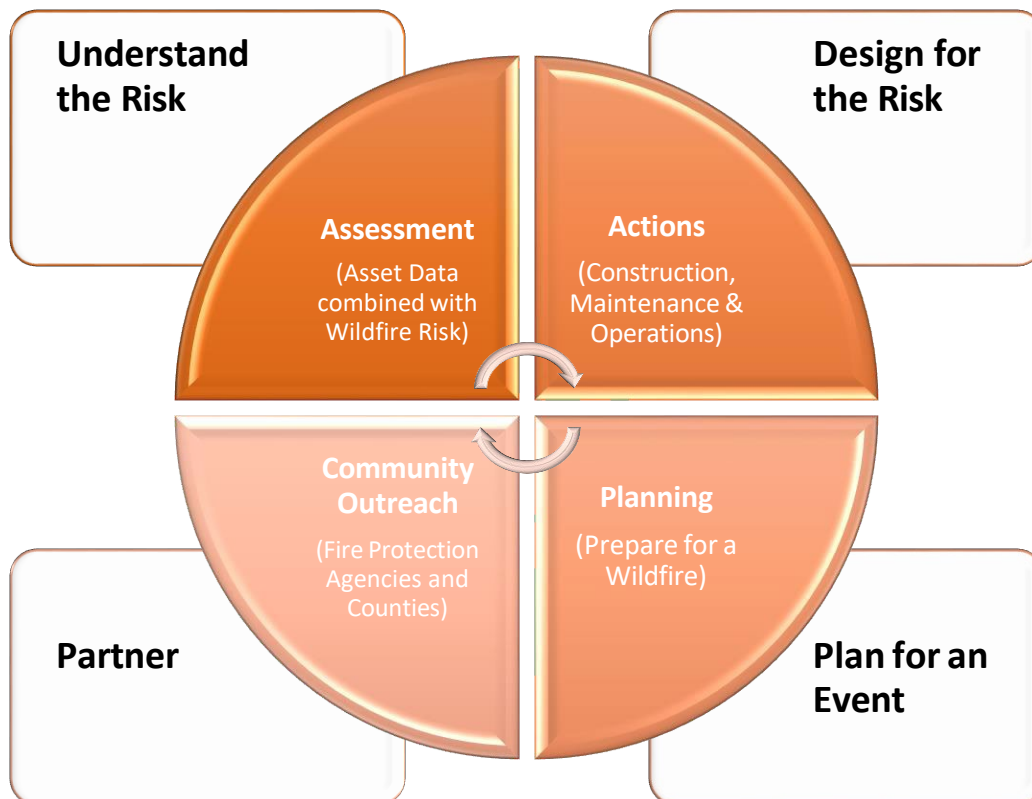 Understand
the Risk
Design for
the Risk
Assessment
(Asset Data
combined with
Wildfire Risk)
Actions
(Construction,
Maintenance &
Operations)
Community
Outreach
(Fire Protection
Agencies and
Counties)
Planning
(Prepare for a
Wildfire)
Partner
Plan for an
Event